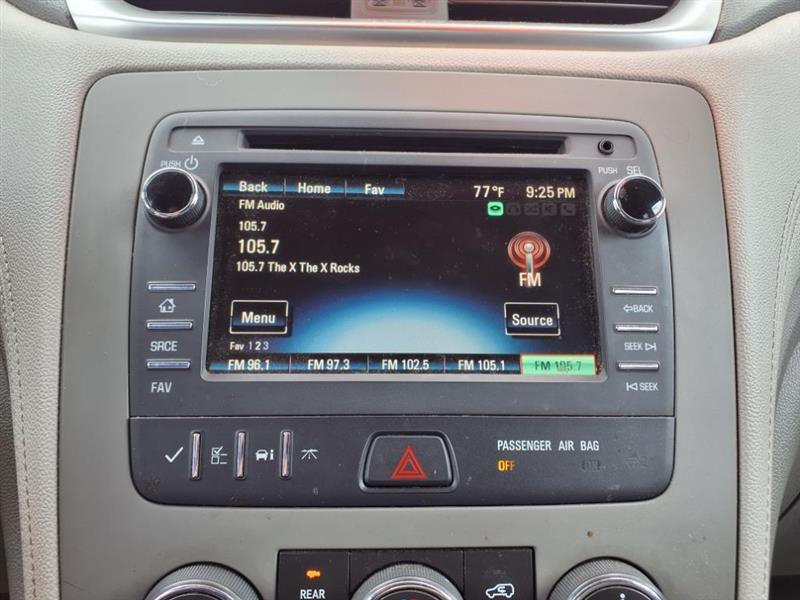 PUSH
PUSH SEL
Back Home Fav 77°F 9:25 PM
FM Audio
105.7
105.7
105.7 The X The X Rocks
FM
Menu Source
Fav 1 2 3
FM 96.1 FM 97.3 FM 102.5 FM 105.1 FM 105.7
SRCE
FAV
BACK
SEEK
SEEK
PASSENGER AIR BAG
OFF ON
REAR